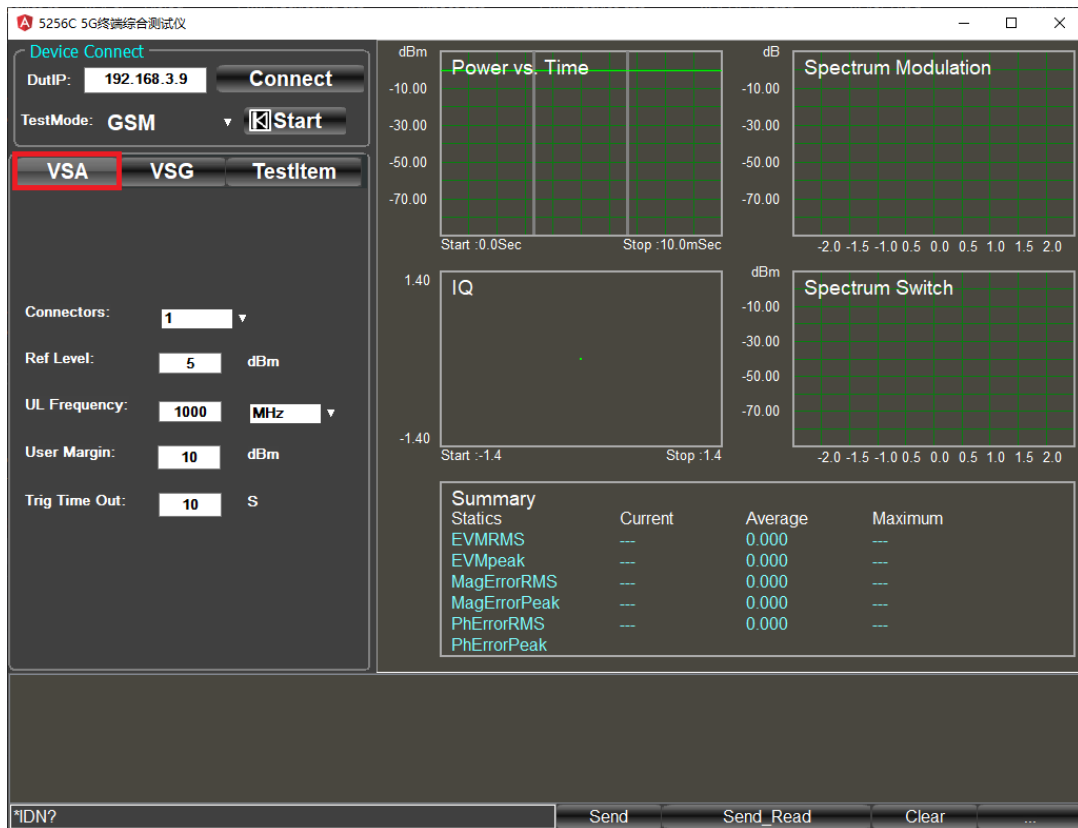 5256C 5G终端综合测试仪
Device Connect
DutIP: 192.168.3.9 Connect
TestMode: GSM Start
VSA VSG TestItem
Connectors: 1
Ref Level: 5 dBm
UL Frequency: 1000 MHz
User Margin: 10 dBm
Trig Time Out: 10 S
dBm
Power vs. Time
-10.00
-30.00
-50.00
-70.00
Start :0.0Sec Stop :10.0mSec
dB
Spectrum Modulation
-10.00
-30.00
-50.00
-70.00
-2.0 -1.5 -1.0 0.5 0.0 0.5 1.0 1.5 2.0
1.40
IQ
-1.40
Start :-1.4 Stop :1.4
dBm
Spectrum Switch
-10.00
-30.00
-50.00
-70.00
-2.0 -1.5 -1.0 0.5 0.0 0.5 1.0 1.5 2.0
Summary
Statics Current Average Maximum
EVMRMS --- 0.000 ---
EVMpeak --- 0.000 ---
MagErrorRMS --- 0.000 ---
MagErrorPeak --- 0.000 ---
PhErrorRMS --- 0.000 ---
PhErrorPeak
*IDN? Send Send_Read Clear ...